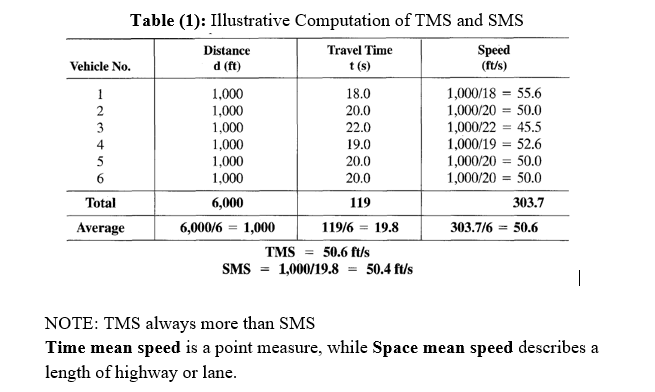 Table (1): Illustrative Computation of TMS and SMS
Vehicle No. Distance d (ft) Travel Time t (s) Speed (ft/s)
1 1,000 18.0 1,000/18 = 55.6
2 1,000 20.0 1,000/20 = 50.0
3 1,000 22.0 1,000/22 = 45.5
4 1,000 19.0 1,000/19 = 52.6
5 1,000 20.0 1,000/20 = 50.0
6 1,000 20.0 1,000/20 = 50.0
Total 6,000 119 303.7
Average 6,000/6 = 1,000 119/6 = 19.8 303.7/6 = 50.6
TMS = 50.6 ft/s
SMS = 1,000/19.8 = 50.4 ft/s
NOTE: TMS always more than SMS
Time mean speed is a point measure, while Space mean speed describes a
length of highway or lane.